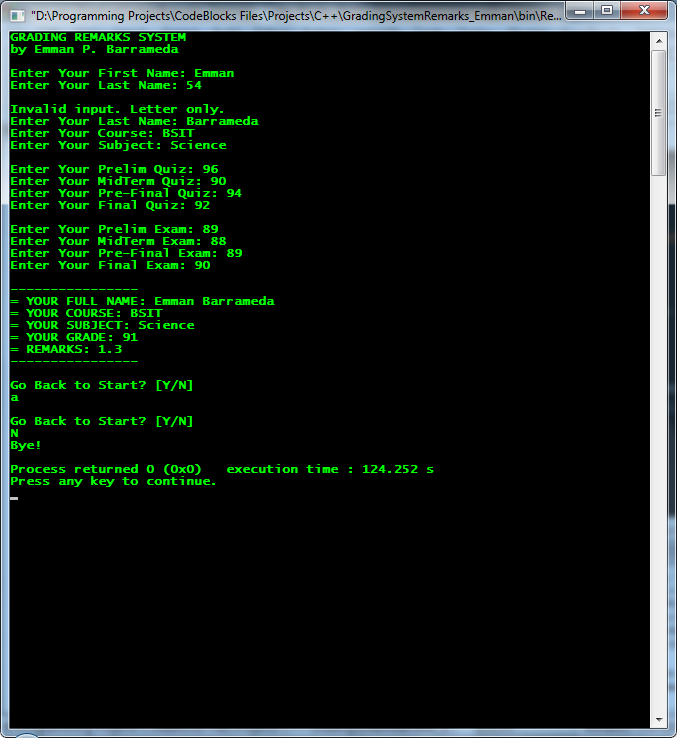 "D:\Programming Projects\CodeBlocks Files\Projects\C++\GradingSystemRemarks_Emman\bin\Re...
GRADING REMARKS SYSTEM
by Emman P. Barrameda
Enter Your First Name: Emman
Enter Your Last Name: 54
Invalid input. Letter only.
Enter Your Last Name: Barrameda
Enter Your Course: BSIT
Enter Your Subject: Science
Enter Your Prelim Quiz: 96
Enter Your MidTerm Quiz: 90
Enter Your Pre-Final Quiz: 94
Enter Your Final Quiz: 92
Enter Your Prelim Exam: 89
Enter Your MidTerm Exam: 88
Enter Your Pre-Final Exam: 89
Enter Your Final Exam: 90
----------------
= YOUR FULL NAME: Emman Barrameda
= YOUR COURSE: BSIT
= YOUR SUBJECT: Science
= YOUR GRADE: 91
= REMARKS: 1.3
----------------
Go Back to Start? [Y/N]
a
Go Back to Start? [Y/N]
N
Bye!
Process returned 0 (0x0)   execution time : 124.252 s
Press any key to continue.